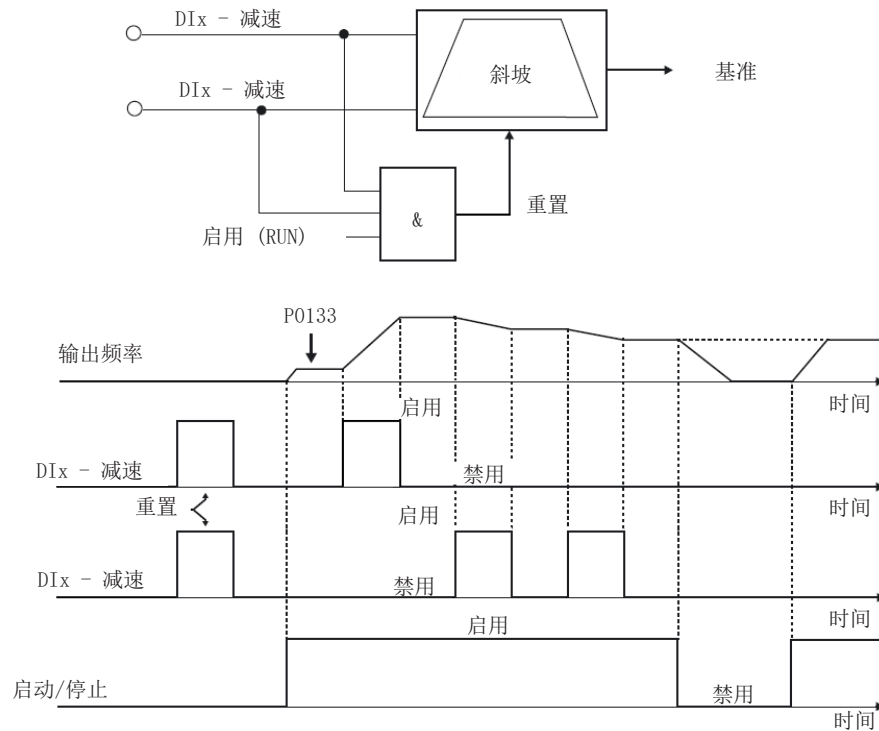 DIx - 减速
斜坡
基准
DIx - 减速
重置
&
启用 (RUN)
P0133
输出频率
时间
启用
DIx - 减速
禁用
时间
重置
启用
DIx - 减速
禁用
时间
启用
启动/停止
禁用
时间